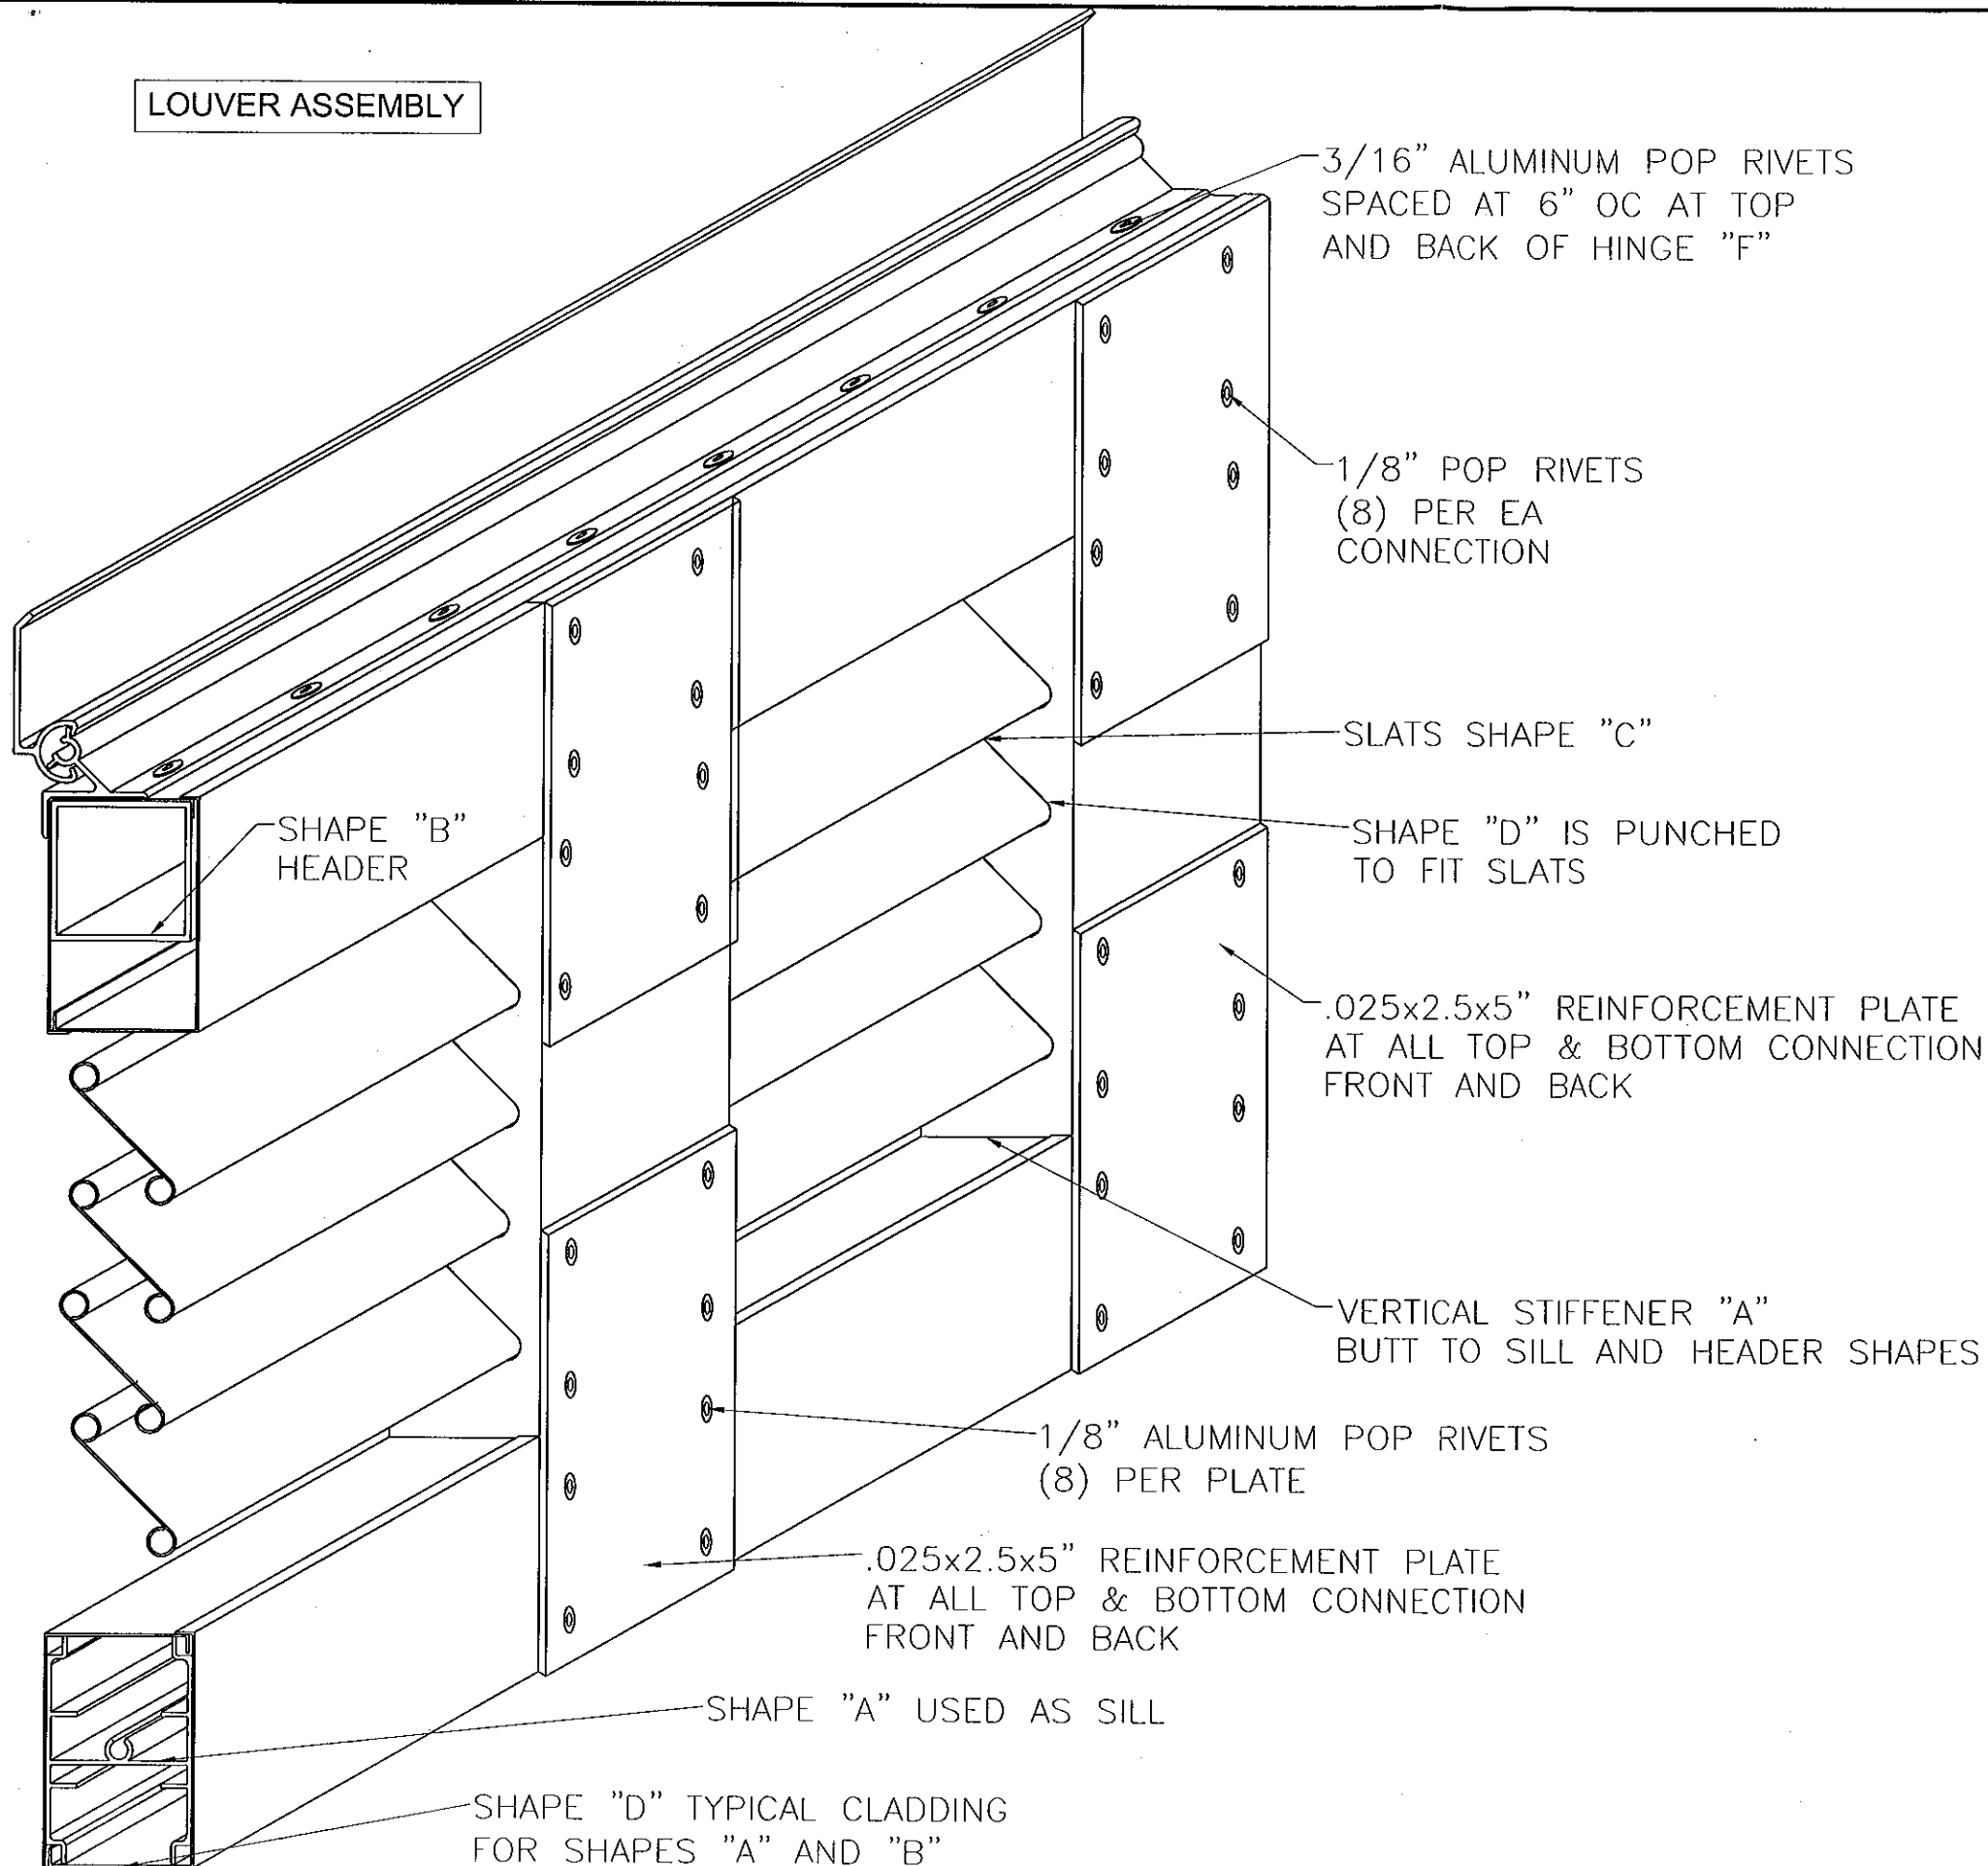 LOUVER ASSEMBLY
3/16" ALUMINUM POP RIVETS
SPACED AT 6" OC AT TOP
AND BACK OF HINGE "F"
1/8" POP RIVETS
(8) PER EA
CONNECTION
SLATS SHAPE "C"
SHAPE "B"
HEADER
SHAPE "D" IS PUNCHED
TO FIT SLATS
.025x2.5x5" REINFORCEMENT PLATE
AT ALL TOP & BOTTOM CONNECTION
FRONT AND BACK
VERTICAL STIFFENER "A"
BUTT TO SILL AND HEADER SHAPES
1/8" ALUMINUM POP RIVETS
(8) PER PLATE
.025x2.5x5" REINFORCEMENT PLATE
AT ALL TOP & BOTTOM CONNECTION
FRONT AND BACK
SHAPE "A" USED AS SILL
SHAPE "D" TYPICAL CLADDING
FOR SHAPES "A" AND "B"